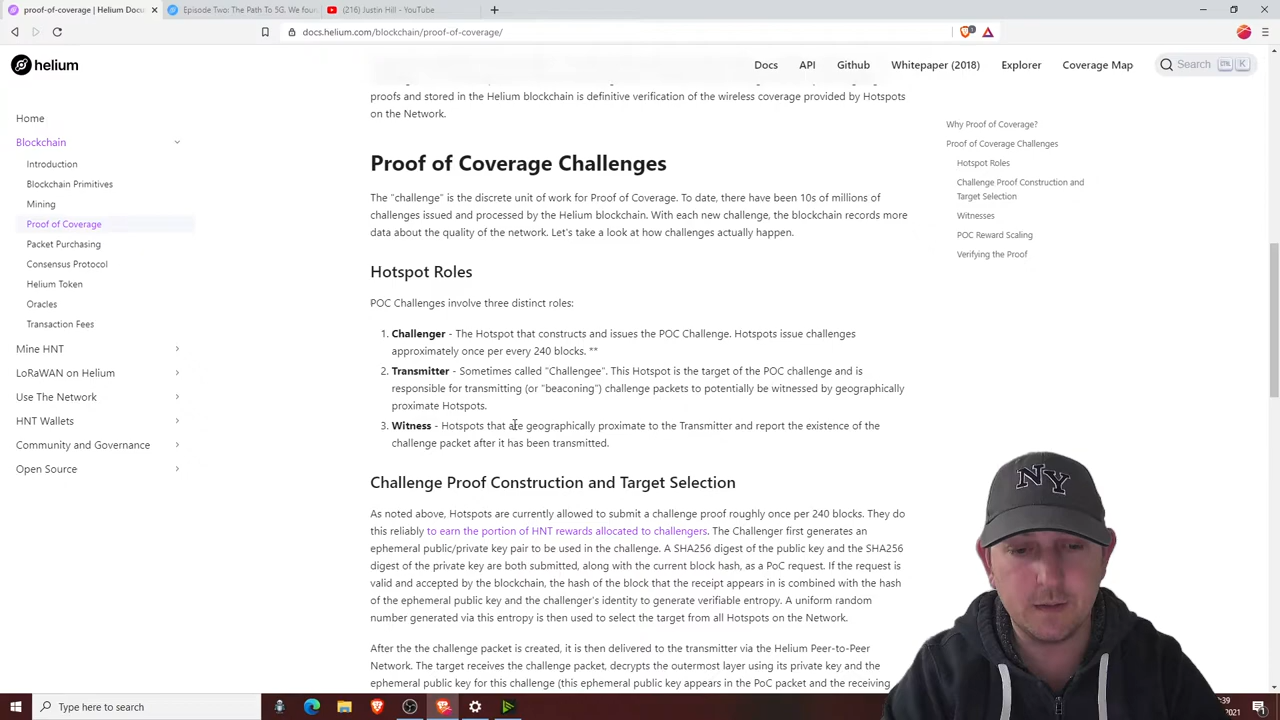 proof-of-coverage | Helium Docu
Episode Two: The Path To 5G. We foun
(216) Justin Hill - YouTube
docs.helium.com/blockchain/proof-of-coverage/
helium
Docs
API
Github
Whitepaper (2018)
Explorer
Coverage Map
Search
K
Home
Blockchain
Introduction
Blockchain Primitives
Mining
Proof of Coverage
Packet Purchasing
Consensus Protocol
Helium Token
Oracles
Transaction Fees
Mine HNT
LoRaWAN on Helium
Use The Network
HNT Wallets
Community and Governance
Open Source
proofs and stored in the Helium blockchain is definitive verification of the wireless coverage provided by Hotspots
on the Network.
Proof of Coverage Challenges
The "challenge" is the discrete unit of work for Proof of Coverage. To date, there have been 10s of millions of
challenges issued and processed by the Helium blockchain. With each new challenge, the blockchain records more
data about the quality of the network. Let's take a look at how challenges actually happen.
Hotspot Roles
POC Challenges involve three distinct roles:
1. Challenger - The Hotspot that constructs and issues the POC Challenge. Hotspots issue challenges
approximately once per every 240 blocks. **
2. Transmitter - Sometimes called "Challengee". This Hotspot is the target of the POC challenge and is
responsible for transmitting (or "beaconing") challenge packets to potentially be witnessed by geographically
proximate Hotspots.
3. Witness - Hotspots that are geographically proximate to the Transmitter and report the existence of the
challenge packet after it has been transmitted.
Challenge Proof Construction and Target Selection
As noted above, Hotspots are currently allowed to submit a challenge proof roughly once per 240 blocks. They do
this reliably to earn the portion of HNT rewards allocated to challengers. The Challenger first generates an
ephemeral public/private key pair to be used in the challenge. A SHA256 digest of the public key and the SHA256
digest of the private key are both submitted, along with the current block hash, as a PoC request. If the request is
valid and accepted by the blockchain, the hash of the block that the receipt appears in is combined with the hash
of the ephemeral public key and the challenger's identity to generate verifiable entropy. A uniform random
number generated via this entropy is then used to select the target from all Hotspots on the Network.
After the the challenge packet is created, it is then delivered to the transmitter via the Helium Peer-to-Peer
Network. The target receives the challenge packet, decrypts the outermost layer using its private key and the
ephemeral public key for this challenge (this ephemeral public key appears in the PoC packet and the receiving
Why Proof of Coverage?
Proof of Coverage Challenges
Hotspot Roles
Challenge Proof Construction and
Target Selection
Witnesses
POC Reward Scaling
Verifying the Proof
NY
Type here to search